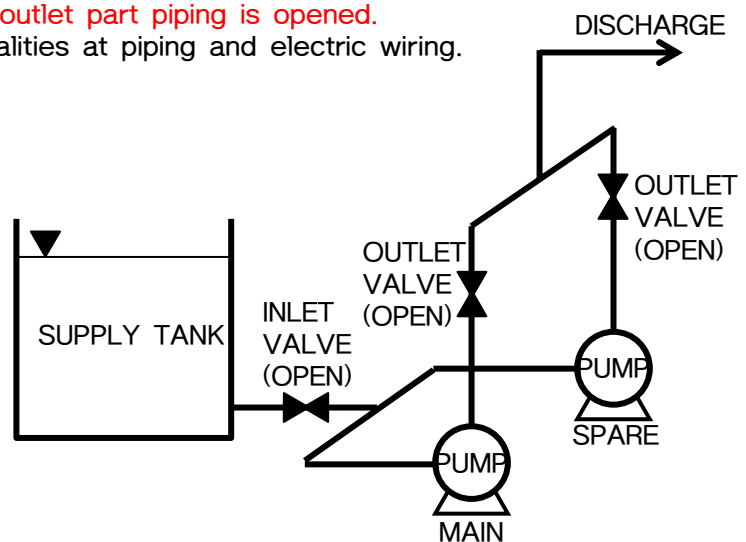 outlet part piping is opened.
alities at piping and electric wiring.
DISCHARGE
OUTLET
VALVE
(OPEN)
OUTLET
VALVE
(OPEN)
INLET
VALVE
(OPEN)
SUPPLY TANK
PUMP
SPARE
PUMP
MAIN